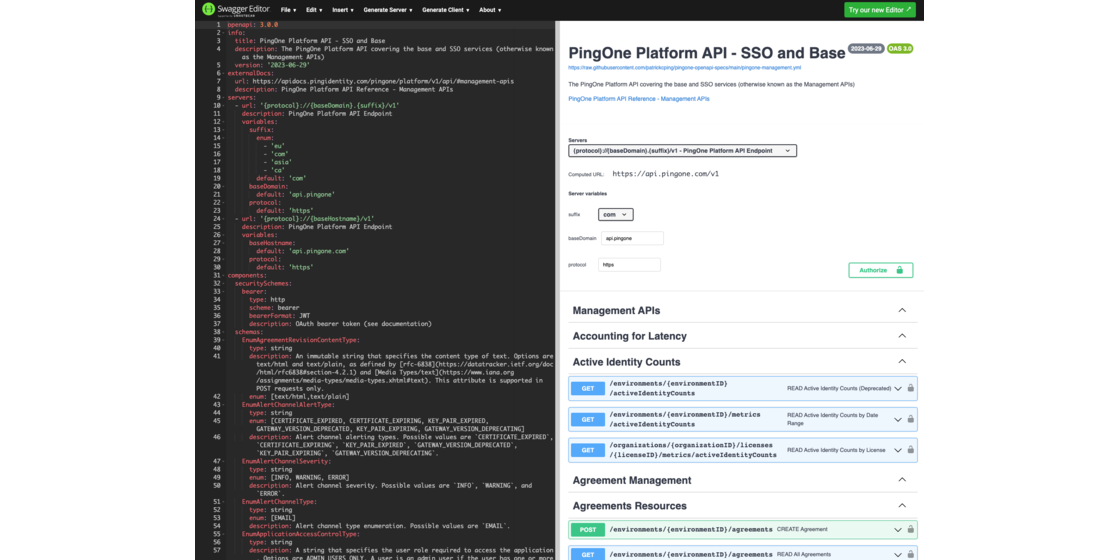 Swagger Editor
File
Edit
Insert
Generate Server
Generate Client
About
Try our new Editor
1 openapi: 3.0.0
2 info:
3 title: PingOne Platform API - SSO and Base
4 description: The PingOne Platform API covering the base and SSO services (otherwise known
as the Management APIs)
5 version: '2023-06-29'
6 externalDocs:
7 url: https://apidocs.pingidentity.com/pingone/platform/v1/api/#management-apis
8 description: PingOne Platform API Reference - Management APIs
9 servers:
10 - url: '{protocol}://{baseDomain}.{suffix}/v1'
11 description: PingOne Platform API Endpoint
12 variables:
13 suffix:
14 enum:
15 - 'eu'
16 - 'com'
17 - 'asia'
18 - 'ca'
19 default: 'com'
20 baseDomain:
21 default: 'api.pingone'
22 protocol:
23 default: 'https'
24 - url: '{protocol}://{baseHostname}/v1'
25 description: PingOne Platform API Endpoint
26 variables:
27 baseHostname:
28 default: 'api.pingone.com'
29 protocol:
30 default: 'https'
31 components:
32 securitySchemes:
33 bearer:
34 type: http
35 scheme: bearer
36 bearerFormat: JWT
37 description: OAuth bearer token (see documentation)
38 schemas:
39 EnumAgreementRevisionContentType:
40 type: string
41 description: An immutable string that specifies the content type of text. Options are
text/html and text/plain, as defined by [rfc-6838](https://datatracker.ietf.org/doc
/html/rfc6838#section-4.2.1) and [Media Types/text](https://www.iana.org
/assignments/media-types/media-types.xhtml#text). This attribute is supported in
POST requests only.
42 enum: [text/html,text/plain]
43 EnumAlertChannelAlertType:
44 type: string
45 enum: [CERTIFICATE_EXPIRED, CERTIFICATE_EXPIRING, KEY_PAIR_EXPIRED,
GATEWAY_VERSION_DEPRECATED, KEY_PAIR_EXPIRING, GATEWAY_VERSION_DEPRECATING]
46 description: Alert channel alerting types. Possible values are `CERTIFICATE_EXPIRED`,
`CERTIFICATE_EXPIRING`, `KEY_PAIR_EXPIRED`, `GATEWAY_VERSION_DEPRECATED`,
`KEY_PAIR_EXPIRING`, `GATEWAY_VERSION_DEPRECATING`.
47 EnumAlertChannelSeverity:
48 type: string
49 enum: [INFO, WARNING, ERROR]
50 description: Alert channel severity. Possible values are `INFO`, `WARNING`, and
`ERROR`.
51 EnumAlertChannelType:
52 type: string
53 enum: [EMAIL]
54 description: Alert channel type enumeration. Possible values are `EMAIL`.
55 EnumApplicationAccessControlType:
56 type: string
57 description: A string that specifies the user role required to access the application
PingOne Platform API - SSO and Base
2023-06-29
OAS 3.0
https://raw.githubusercontent.com/patrickcping/pingone-openapi-specs/main/pingone-management.yml
The PingOne Platform API covering the base and SSO services (otherwise known as the Management APIs)
PingOne Platform API Reference - Management APIs
Servers
{protocol}://{baseDomain}.{suffix}/v1 - PingOne Platform API Endpoint
Computed URL: https://api.pingone.com/v1
Server variables
suffix com
baseDomain api.pingone
protocol https
Authorize
Management APIs
Accounting for Latency
Active Identity Counts
GET /environments/{environmentID}
/activeIdentityCounts
READ Active Identity Counts (Deprecated)
GET /environments/{environmentID}/metrics
/activeIdentityCounts
READ Active Identity Counts by Date
Range
GET /organizations/{organizationID}/licenses
/{licenseID}/metrics/activeIdentityCounts
READ Active Identity Counts by License
Agreement Management
Agreements Resources
POST /environments/{environmentID}/agreements CREATE Agreement
GET /environments/{environmentID}/agreements READ All Agreements